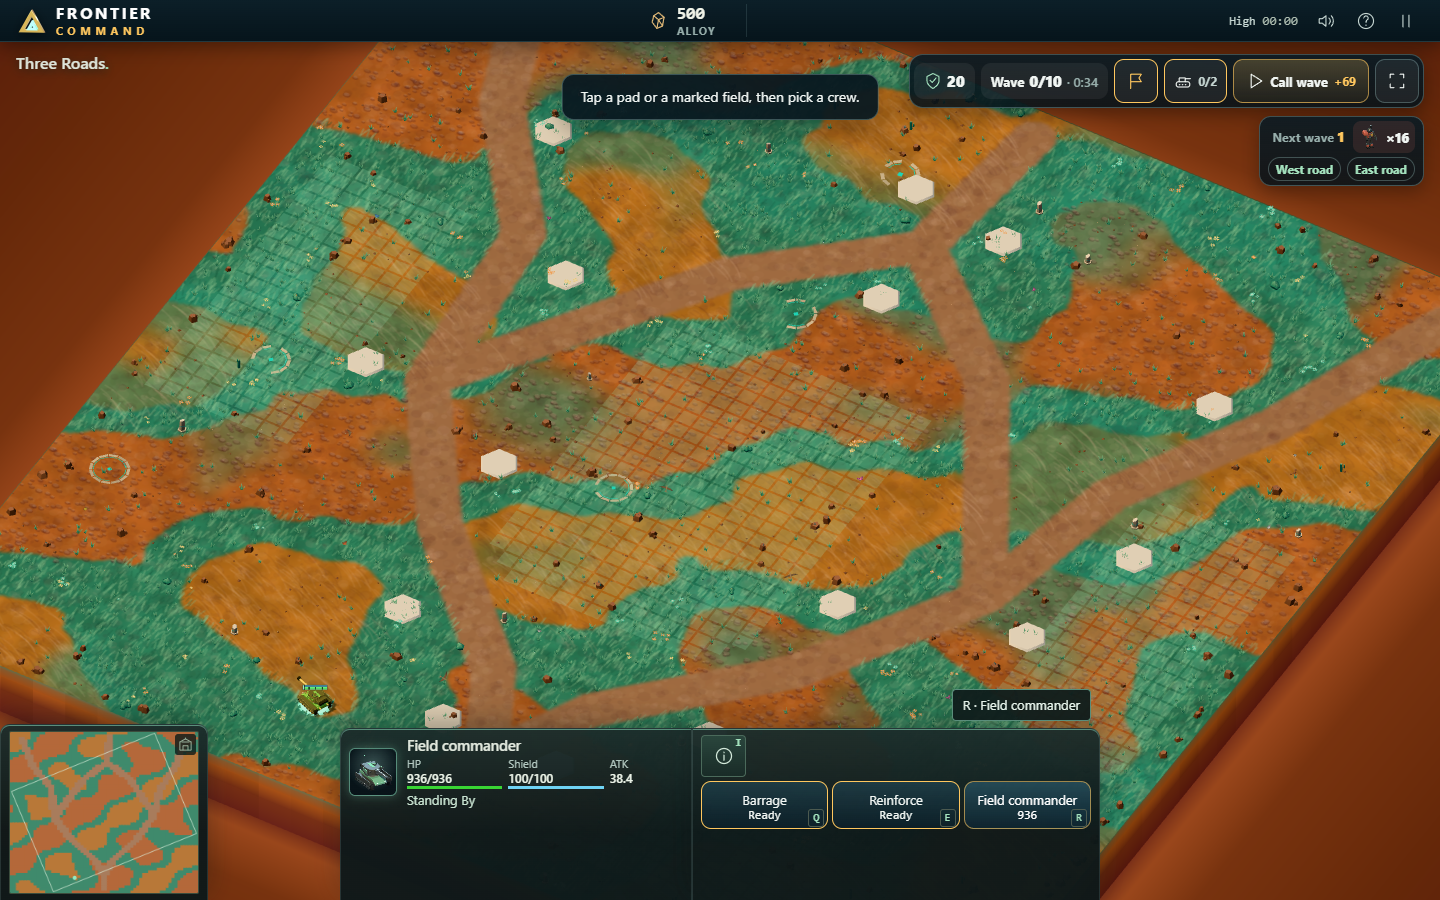 FRONTIER
COMMAND
500
ALLOY
High 00:00
Three Roads.
Tap a pad or a marked field, then pick a crew.
20
Wave 0/10 · 0:34
0/2
Call wave +69
Next wave 1
×16
West road
East road
R · Field commander
Field commander
HP
Shield
ATK
936/936
100/100
38.4
Standing By
I
Barrage
Ready
Q
Reinforce
Ready
E
Field commander
936
R